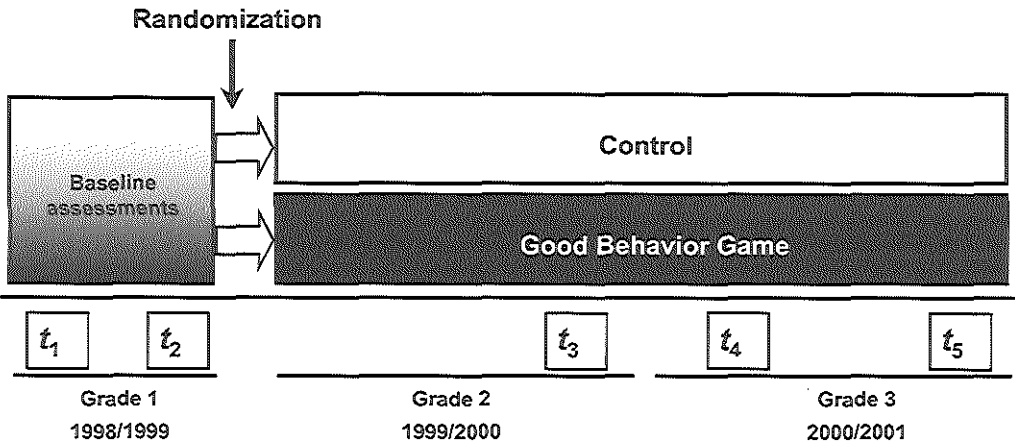 Randomization
Control
Baseline
assessments
Good Behavior Game
t₁ t₂ t₃ t₄ t₅
Grade 1 Grade 2 Grade 3
1998/1999 1999/2000 2000/2001